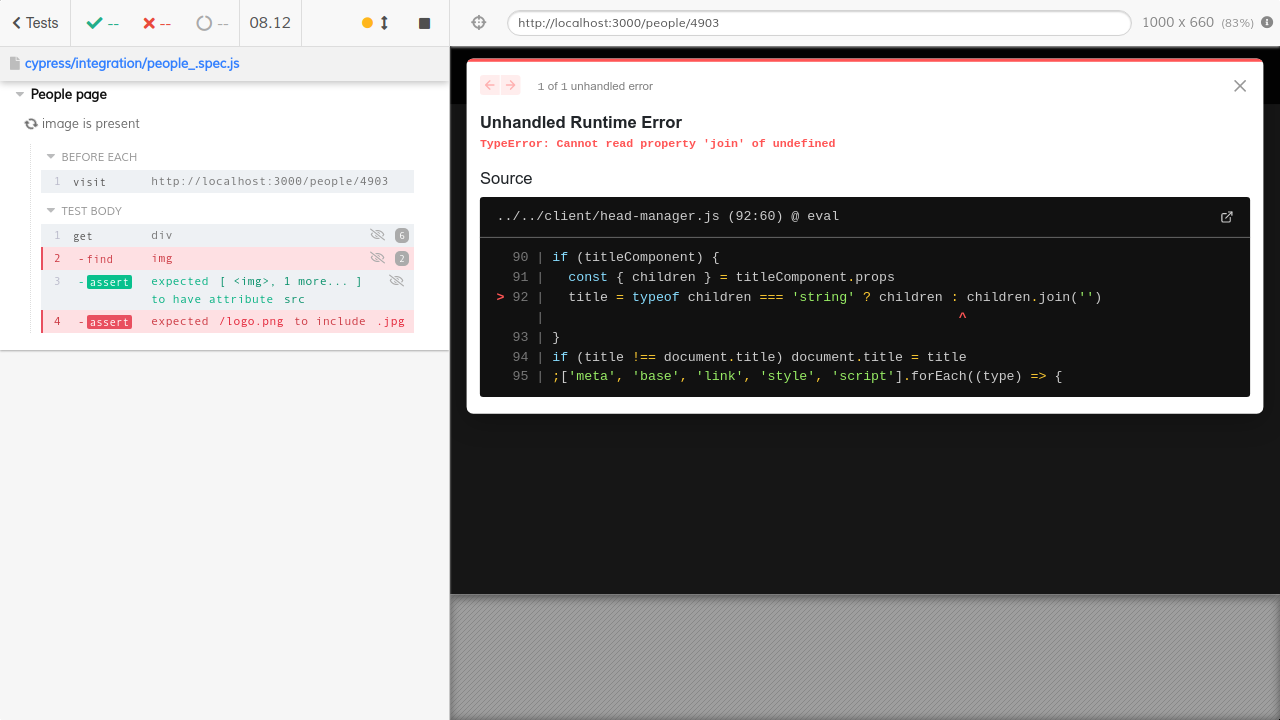 Tests -- -- -- 08.12
http://localhost:3000/people/4903 1000 x 660 (83%)
cypress/integration/people_.spec.js
People page
image is present
BEFORE EACH
1 visit http://localhost:3000/people/4903
TEST BODY
1 get div 6
2 -find img 2
3 -assert expected [ <img>, 1 more... ]
to have attribute src
4 -assert expected /logo.png to include .jpg
1 of 1 unhandled error
Unhandled Runtime Error
TypeError: Cannot read property 'join' of undefined
Source
../../client/head-manager.js (92:60) @ eval
90 | if (titleComponent) {
91 |   const { children } = titleComponent.props
> 92 |   title = typeof children === 'string' ? children : children.join('')
| ^
93 | }
94 | if (title !== document.title) document.title = title
95 | ;['meta', 'base', 'link', 'style', 'script'].forEach((type) => {